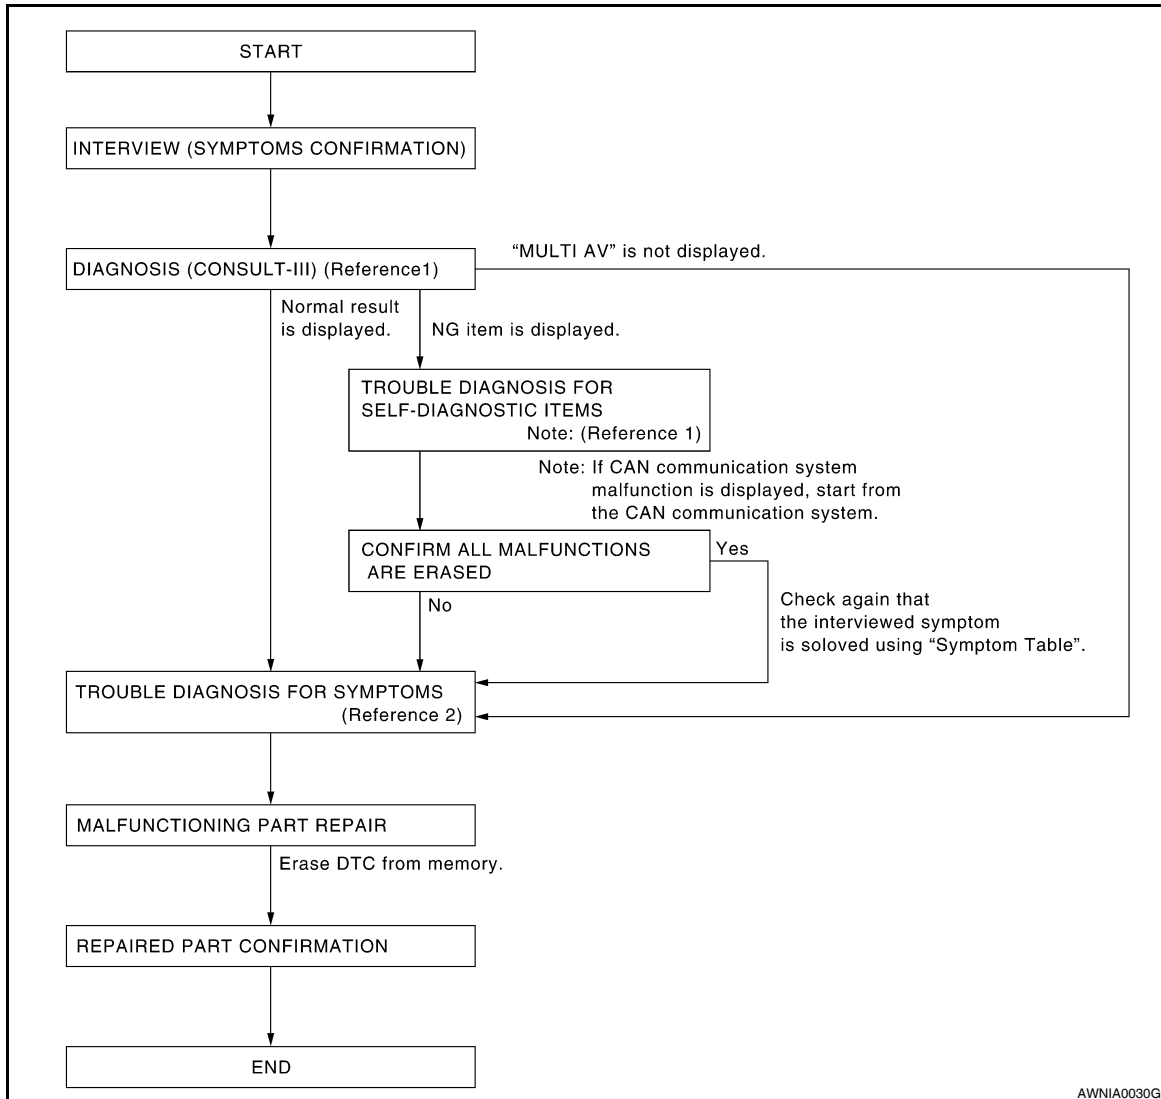 START
INTERVIEW (SYMPTOMS CONFIRMATION)
DIAGNOSIS (CONSULT-III) (Reference1)
“MULTI AV” is not displayed.
Normal result
is displayed.
NG item is displayed.
TROUBLE DIAGNOSIS FOR
SELF-DIAGNOSTIC ITEMS
Note: (Reference 1)
Note: If CAN communication system
malfunction is displayed, start from
the CAN communication system.
CONFIRM ALL MALFUNCTIONS
ARE ERASED
Yes
No
Check again that
the interviewed symptom
is soloved using “Symptom Table”.
TROUBLE DIAGNOSIS FOR SYMPTOMS
(Reference 2)
MALFUNCTIONING PART REPAIR
Erase DTC from memory.
REPAIRED PART CONFIRMATION
END
AWNIA0030G